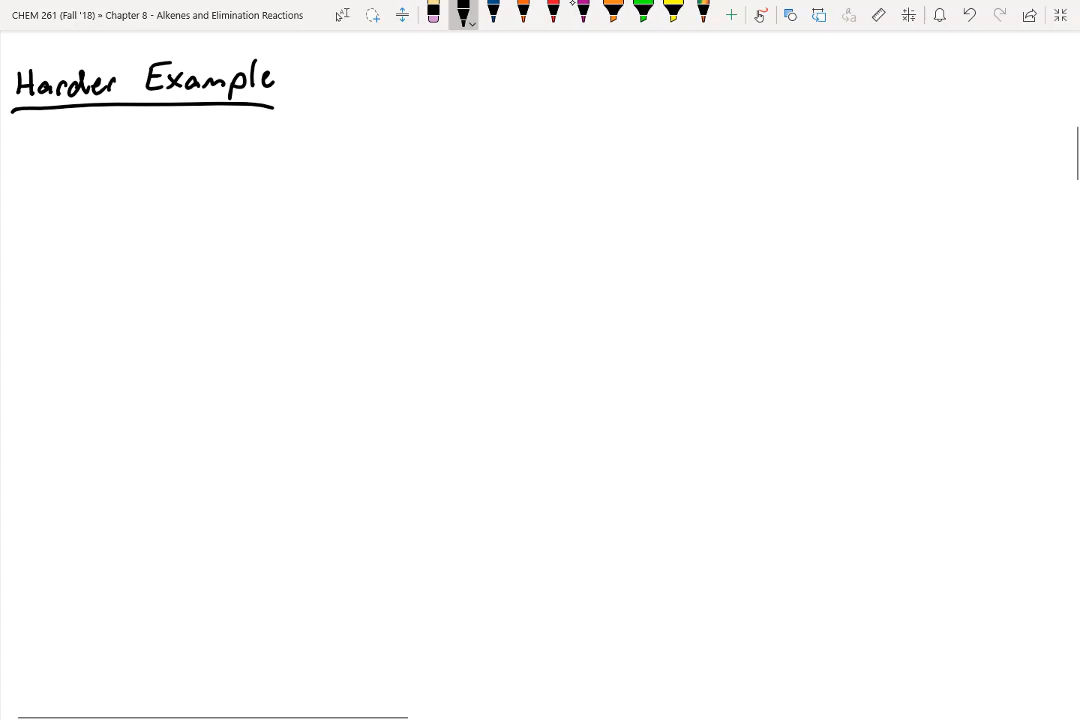 CHEM 261 (Fall '18) » Chapter 8 - Alkenes and Elimination Reactions
Harder Example